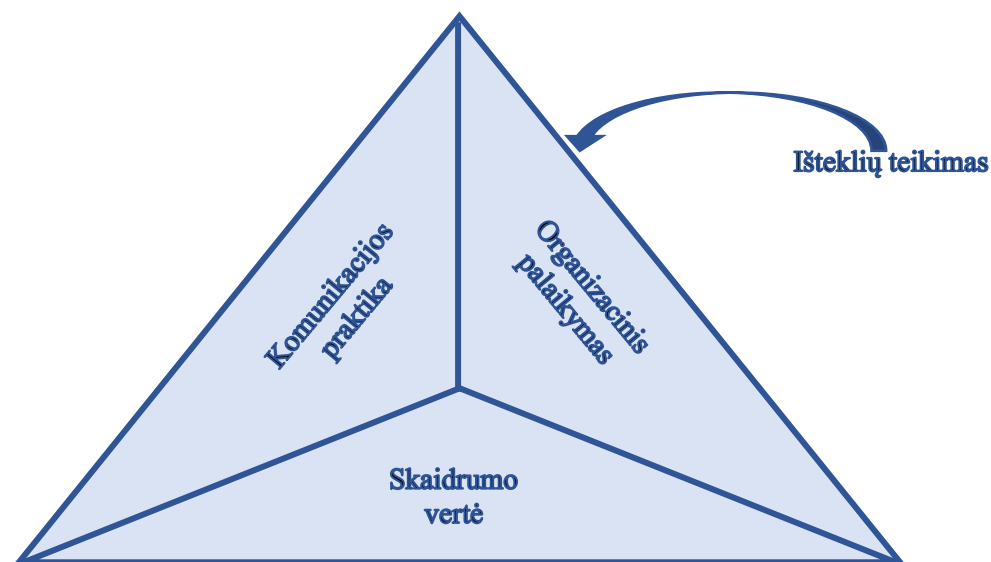 Išteklių teikimas
Komunikacijos
praktika
Organizacinis
palaikymas
Skaidrumo
vertė